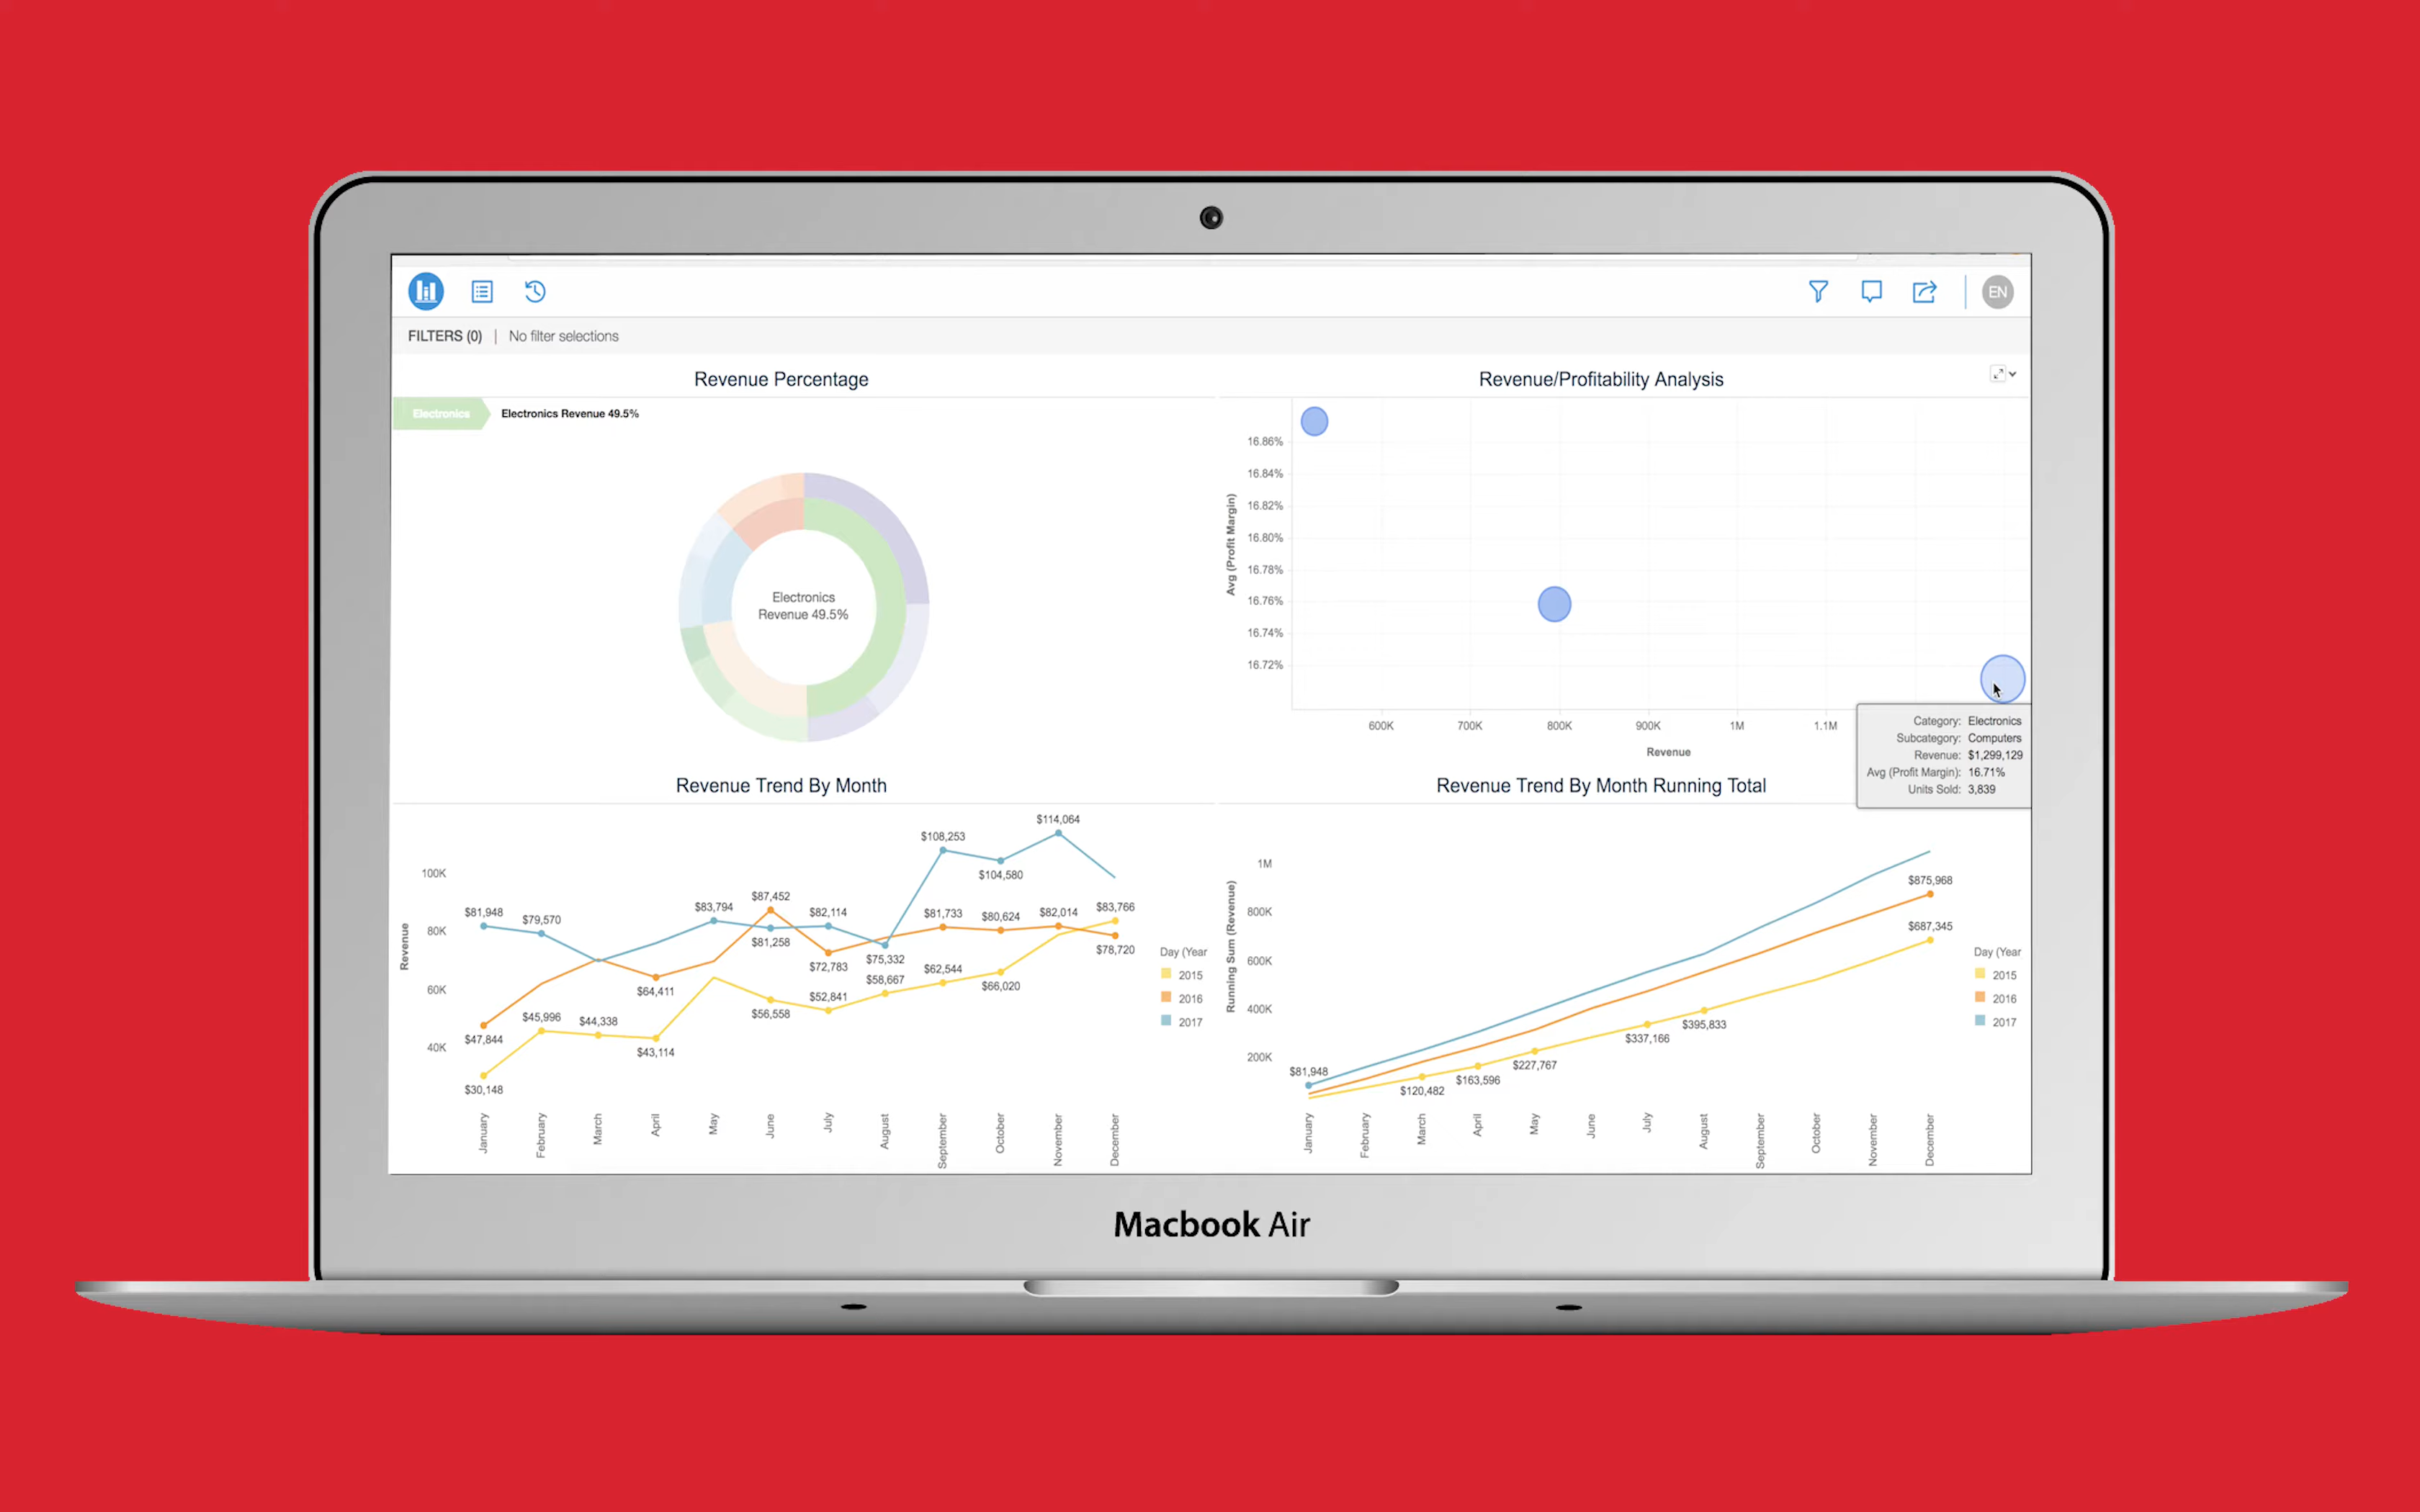 EN
FILTERS (0) | No filter selections
Revenue Percentage
Electronics
Electronics Revenue 49.5%
Electronics
Revenue 49.5%
Revenue/Profitability Analysis
Avg (Profit Margin)
16.86%
16.84%
16.82%
16.80%
16.78%
16.76%
16.74%
16.72%
600K 700K 800K 900K 1M 1.1M
Revenue
Category: Electronics
Subcategory: Computers
Revenue: $1,299,129
Avg (Profit Margin): 16.71%
Units Sold: 3,839
Revenue Trend By Month
Revenue
100K
80K
60K
40K
$81,948
$79,570
$83,794
$87,452
$81,258
$82,114
$75,332
$108,253
$104,580
$114,064
$47,844
$64,411
$72,783
$81,733
$80,624
$82,014
$78,720
$30,148
$45,996
$44,338
$43,114
$56,558
$52,841
$58,667
$62,544
$66,020
$83,766
January February March April May June July August September October November December
Day (Year
2015
2016
2017
Revenue Trend By Month Running Total
Running Sum (Revenue)
1M
800K
600K
400K
200K
$81,948
$120,482
$163,596
$227,767
$337,166
$395,833
$875,968
$687,345
January February March April May June July August September October November December
Day (Year
2015
2016
2017
Macbook Air